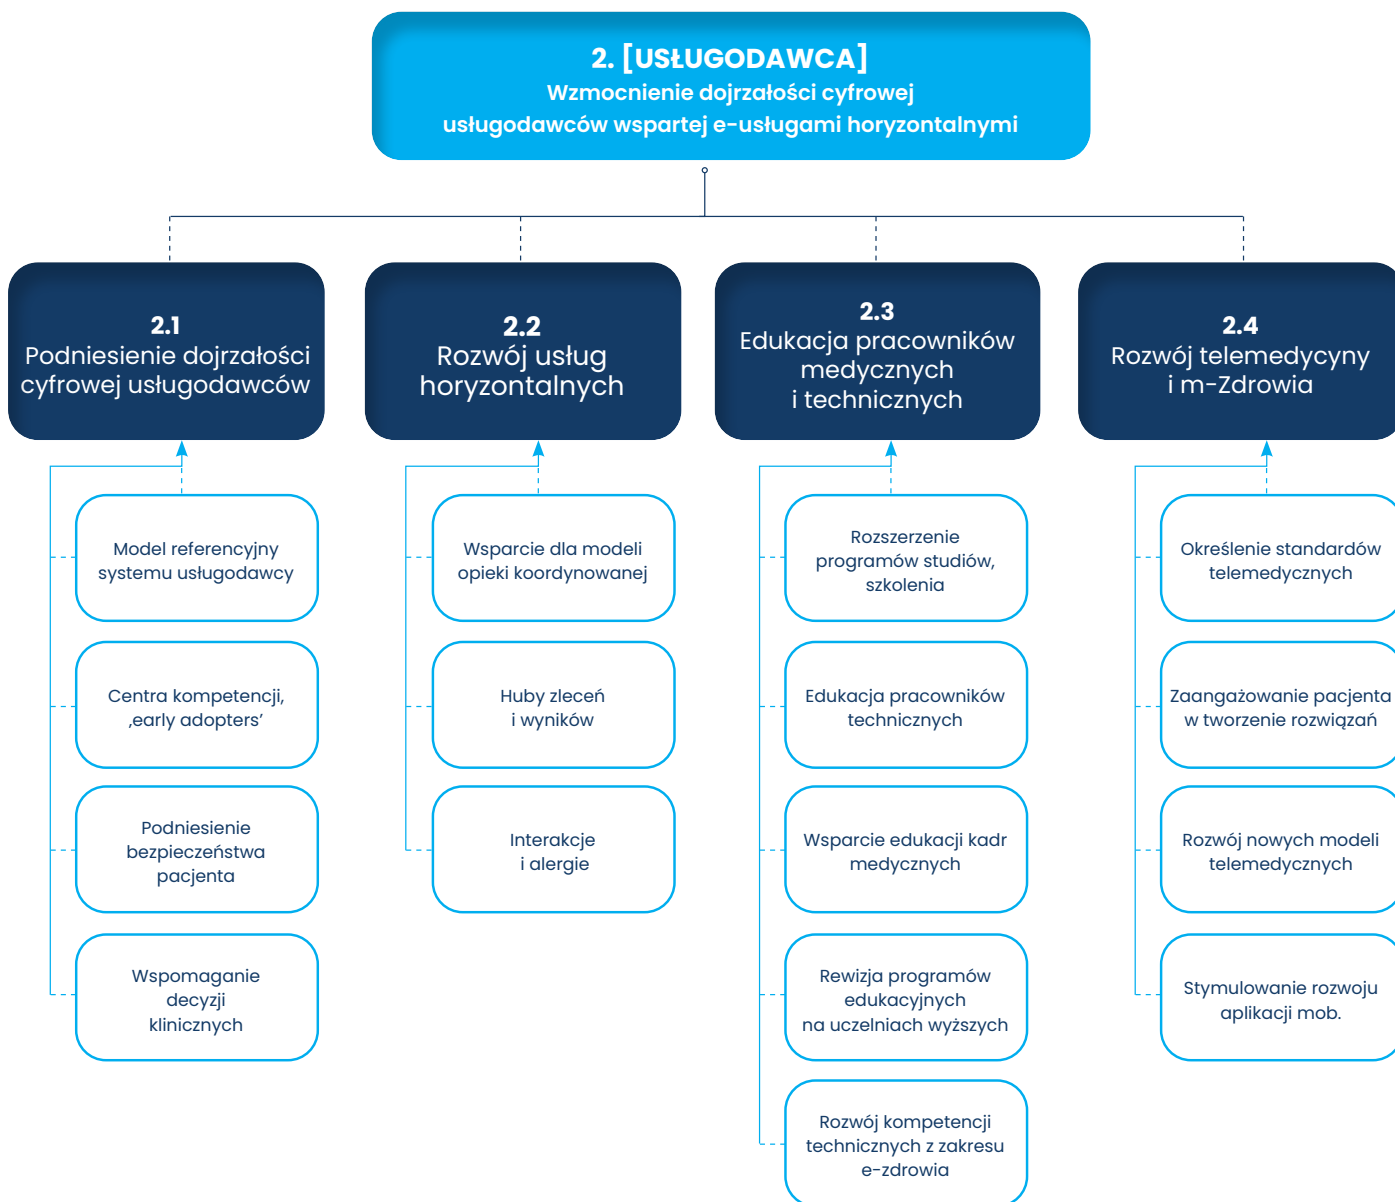 2. [USŁUGODAWCA]
Wzmocnienie dojrzałości cyfrowej
usługodawców wspartej e-usługami horyzontalnymi
2.1
Podniesienie dojrzałości
cyfrowej usługodawców
Model referencyjny
systemu usługodawcy
Centra kompetencji,
‚early adopters’
Podniesienie
bezpieczeństwa
pacjenta
Wspomaganie
decyzji
klinicznych
2.2
Rozwój usług
horyzontalnych
Wsparcie dla modeli
opieki koordynowanej
Huby zleceń
i wyników
Interakcje
i alergie
2.3
Edukacja pracowników
medycznych
i technicznych
Rozszerzenie
programów studiów,
szkolenia
Edukacja pracowników
technicznych
Wsparcie edukacji kadr
medycznych
Rewizja programów
edukacyjnych
na uczelniach wyższych
Rozwój kompetencji
technicznych z zakresu
e-zdrowia
2.4
Rozwój telemedycyny
i m-Zdrowia
Określenie standardów
telemedycznych
Zaangażowanie pacjenta
w tworzenie rozwiązań
Rozwój nowych modeli
telemedycznych
Stymulowanie rozwoju
aplikacji mob.